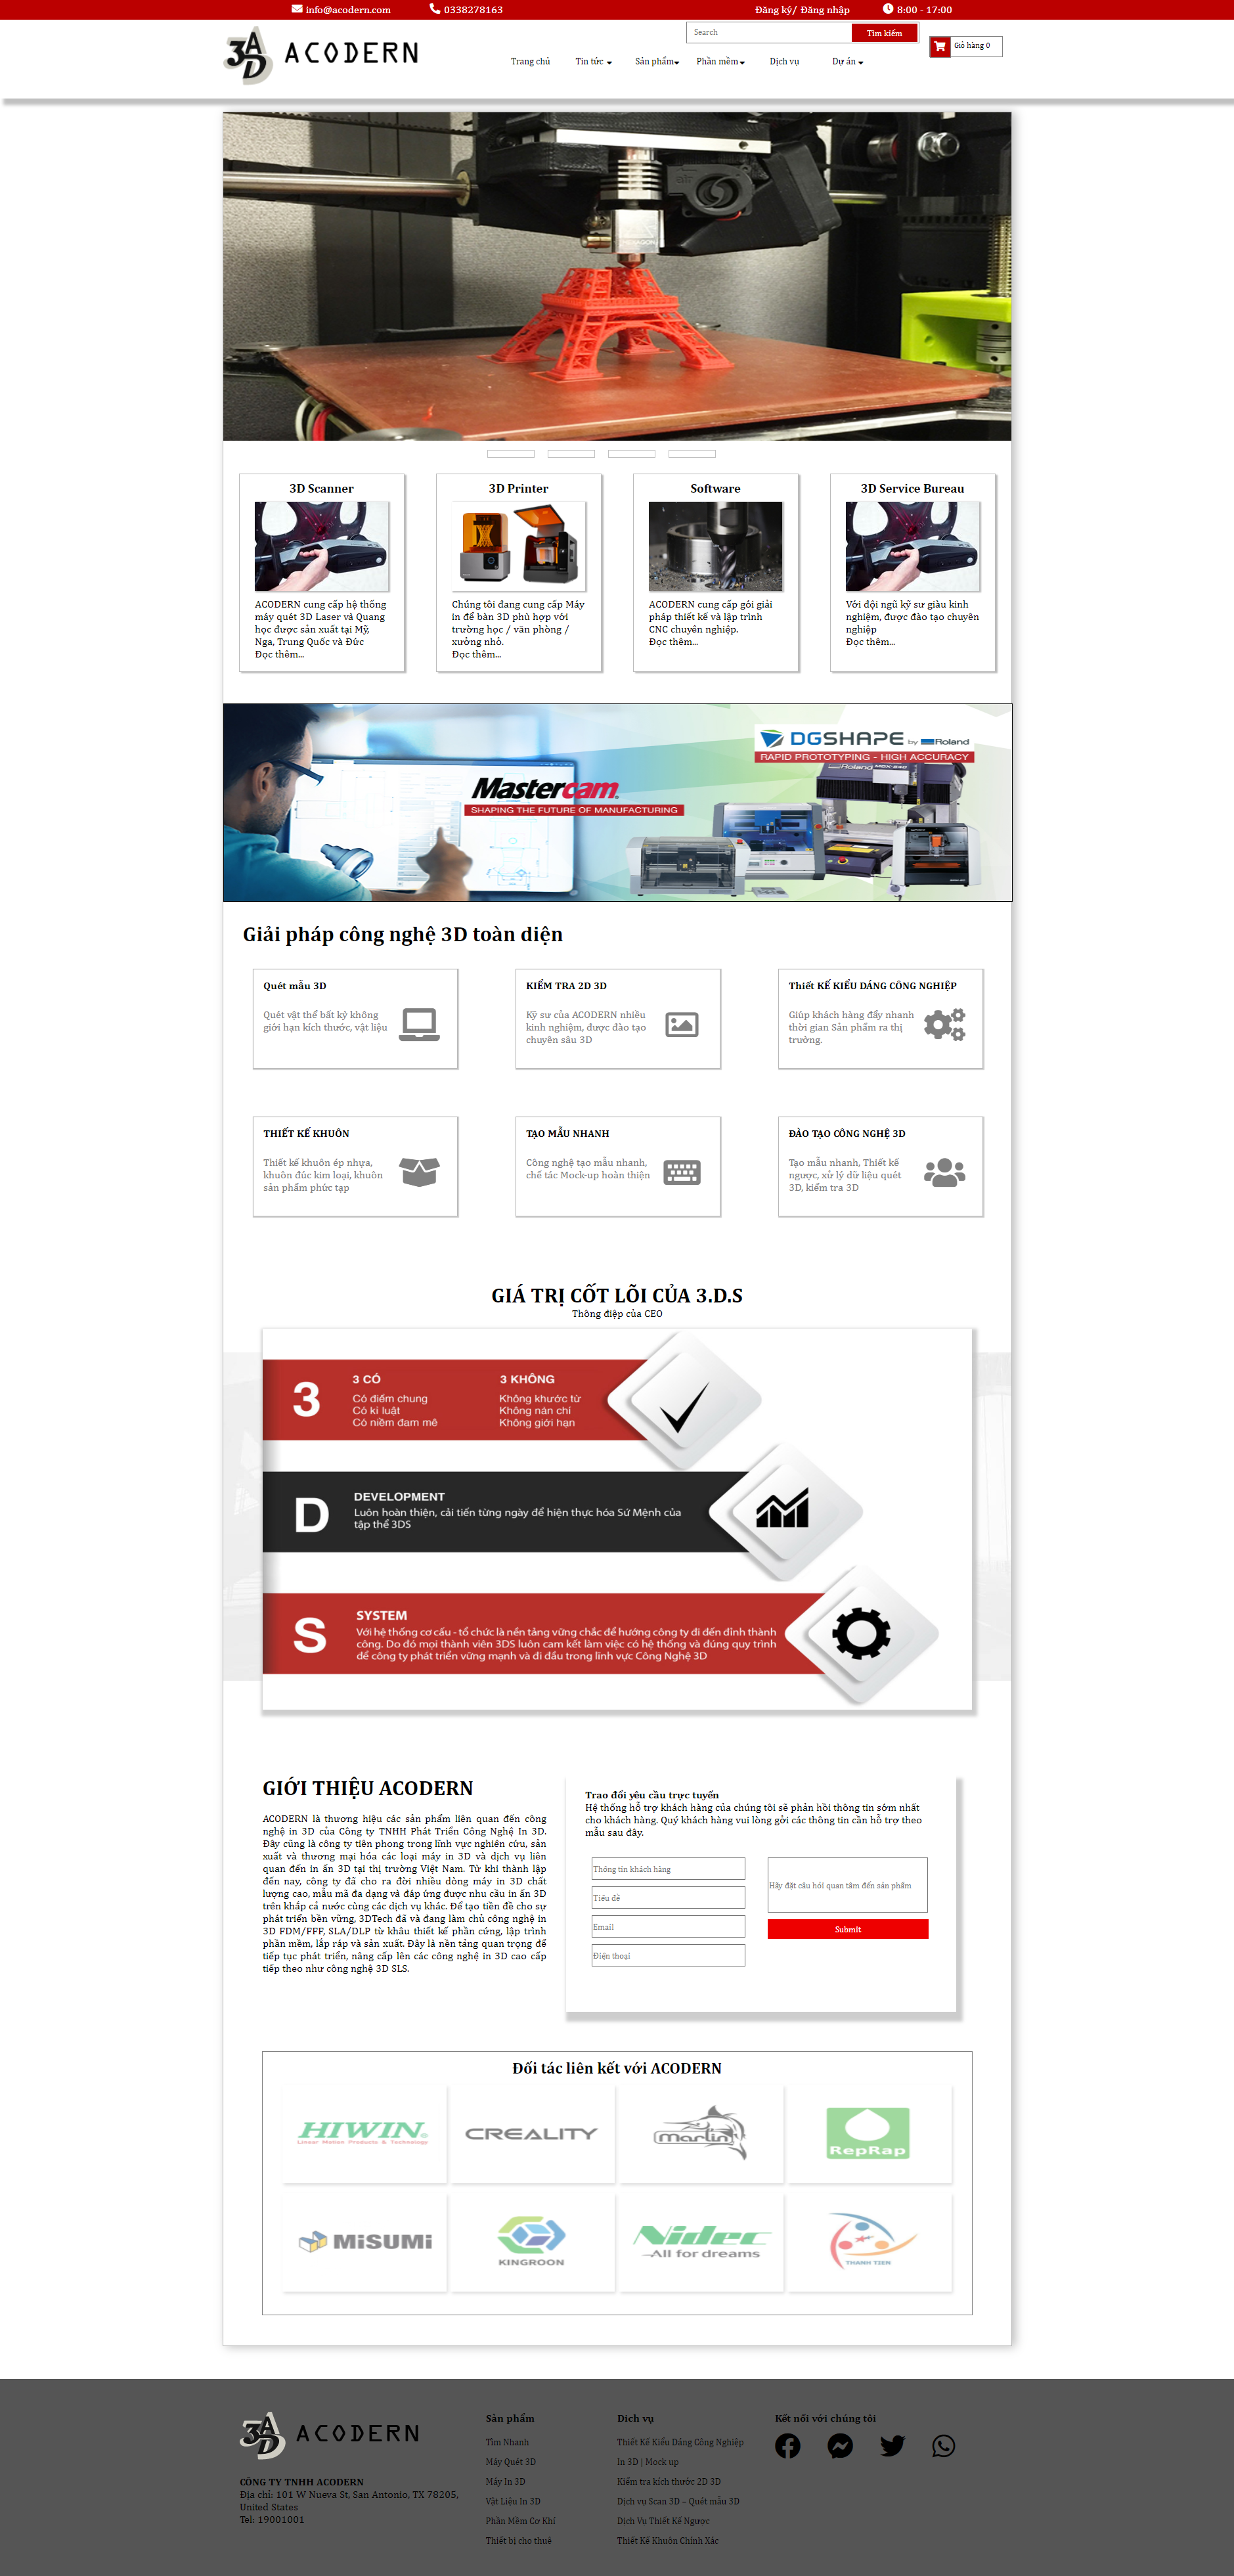 info@acodern.com
0338278163
Đăng ký/ Đăng nhập
8:00 - 17:00
3D ACODERN
Search
Tìm kiếm
Giỏ hàng 0
Trang chủ
Tin tức
Sản phẩm
Phần mềm
Dịch vụ
Dự án
3D Scanner
ACODERN cung cấp hệ thống
máy quét 3D Laser và Quang
học được sản xuất tại Mỹ,
Nga, Trung Quốc và Đức
Đọc thêm...
3D Printer
Chúng tôi đang cung cấp Máy
in để bàn 3D phù hợp với
trường học / văn phòng /
xưởng nhỏ.
Đọc thêm...
Software
ACODERN cung cấp gói giải
pháp thiết kế và lập trình
CNC chuyên nghiệp.
Đọc thêm...
3D Service Bureau
Với đội ngũ kỹ sư giàu kinh
nghiệm, được đào tạo chuyên
nghiệp
Đọc thêm...
Mastercam
SHAPING THE FUTURE OF MANUFACTURING
DGSHAPE by Roland
RAPID PROTOTYPING - HIGH ACCURACY
Giải pháp công nghệ 3D toàn diện
Quét mẫu 3D
Quét vật thể bất kỳ không
giới hạn kích thước, vật liệu
KIỂM TRA 2D 3D
Kỹ sư của ACODERN nhiều
kinh nghiệm, được đào tạo
chuyên sâu 3D
Thiết KẾ KIỂU DÁNG CÔNG NGHIỆP
Giúp khách hàng đẩy nhanh
thời gian Sản phẩm ra thị
trường.
THIẾT KẾ KHUÔN
Thiết kế khuôn ép nhựa,
khuôn đúc kim loại, khuôn
sản phẩm phức tạp
TẠO MẪU NHANH
Công nghệ tạo mẫu nhanh,
chế tác Mock-up hoàn thiện
ĐÀO TẠO CÔNG NGHỆ 3D
Tạo mẫu nhanh, Thiết kế
ngược, xử lý dữ liệu quét
3D, kiểm tra 3D
GIÁ TRỊ CỐT LÕI CỦA 3.D.S
Thông điệp của CEO
3
3 CÓ
Có điểm chung
Có kỉ luật
Có niềm đam mê
3 KHÔNG
Không khước từ
Không nản chí
Không giới hạn
D
DEVELOPMENT
Luôn hoàn thiện, cải tiến từng ngày để hiện thực hóa Sứ Mệnh của
tập thể 3DS
S
SYSTEM
Với hệ thống cơ cấu - tổ chức là nền tảng vững chắc để hướng công ty đi đến đỉnh thành
công. Do đó mọi thành viên 3DS luôn cam kết làm việc có hệ thống và đúng quy trình
để công ty phát triển vững mạnh và đi đầu trong lĩnh vực Công Nghệ 3D
GIỚI THIỆU ACODERN
ACODERN là thương hiệu các sản phẩm liên quan đến công
nghệ in 3D của Công ty TNHH Phát Triển Công Nghệ In 3D.
Đây cũng là công ty tiên phong trong lĩnh vực nghiên cứu, sản
xuất và thương mại hóa các loại máy in 3D và dịch vụ liên
quan đến in ấn 3D tại thị trường Việt Nam. Từ khi thành lập
đến nay, công ty đã cho ra đời nhiều dòng máy in 3D chất
lượng cao, mẫu mã đa dạng và đáp ứng được nhu cầu in ấn 3D
trên khắp cả nước cùng các dịch vụ khác. Để tạo tiền đề cho sự
phát triển bền vững, 3DTech đã và đang làm chủ công nghệ in
3D FDM/FFF, SLA/DLP từ khâu thiết kế phần cứng, lập trình
phần mềm, lắp ráp và sản xuất. Đây là nền tảng quan trọng để
tiếp tục phát triển, nâng cấp lên các công nghệ in 3D cao cấp
tiếp theo như công nghệ 3D SLS.
Trao đổi yêu cầu trực tuyến
Hệ thống hỗ trợ khách hàng của chúng tôi sẽ phản hồi thông tin sớm nhất
cho khách hàng. Quý khách hàng vui lòng gởi các thông tin cần hỗ trợ theo
mẫu sau đây.
Thông tin khách hàng
Tiêu đề
Email
Điện thoại
Hãy đặt câu hỏi quan tâm đến sản phẩm
Submit
Đối tác liên kết với ACODERN
HIWIN®
Linear Motion Products & Technology
CREALITY
marlin
RepRap
MiSUMi
KINGROON
Nidec
All for dreams
THANH TIEN
3D ACODERN
CÔNG TY TNHH ACODERN
Địa chỉ: 101 W Nueva St, San Antonio, TX 78205,
United States
Tel: 19001001
Sản phẩm
Tìm Nhanh
Máy Quét 3D
Máy In 3D
Vật Liệu In 3D
Phần Mềm Cơ Khí
Thiết bị cho thuê
Dịch vụ
Thiết Kế Kiểu Dáng Công Nghiệp
In 3D | Mock up
Kiểm tra kích thước 2D 3D
Dịch vụ Scan 3D – Quét mẫu 3D
Dịch Vụ Thiết Kế Ngược
Thiết Kế Khuôn Chính Xác
Kết nối với chúng tôi